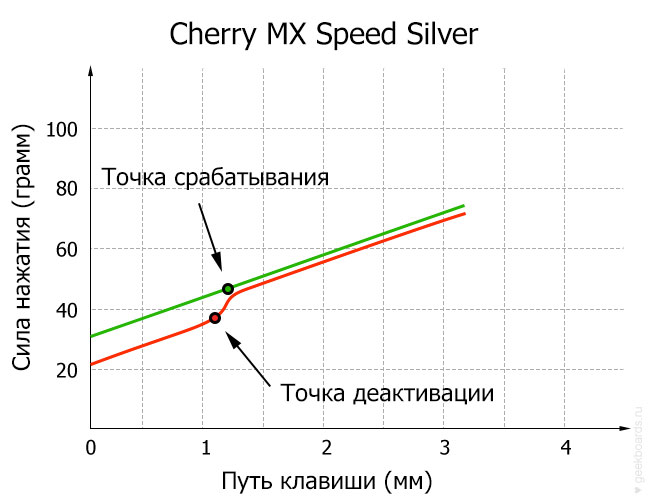 Cherry MX Speed Silver
Сила нажатия (грамм)
100
80
60
40
20
Точка срабатывания
Точка деактивации
0
1
2
3
4
Путь клавиши (мм)
geekboards.ru